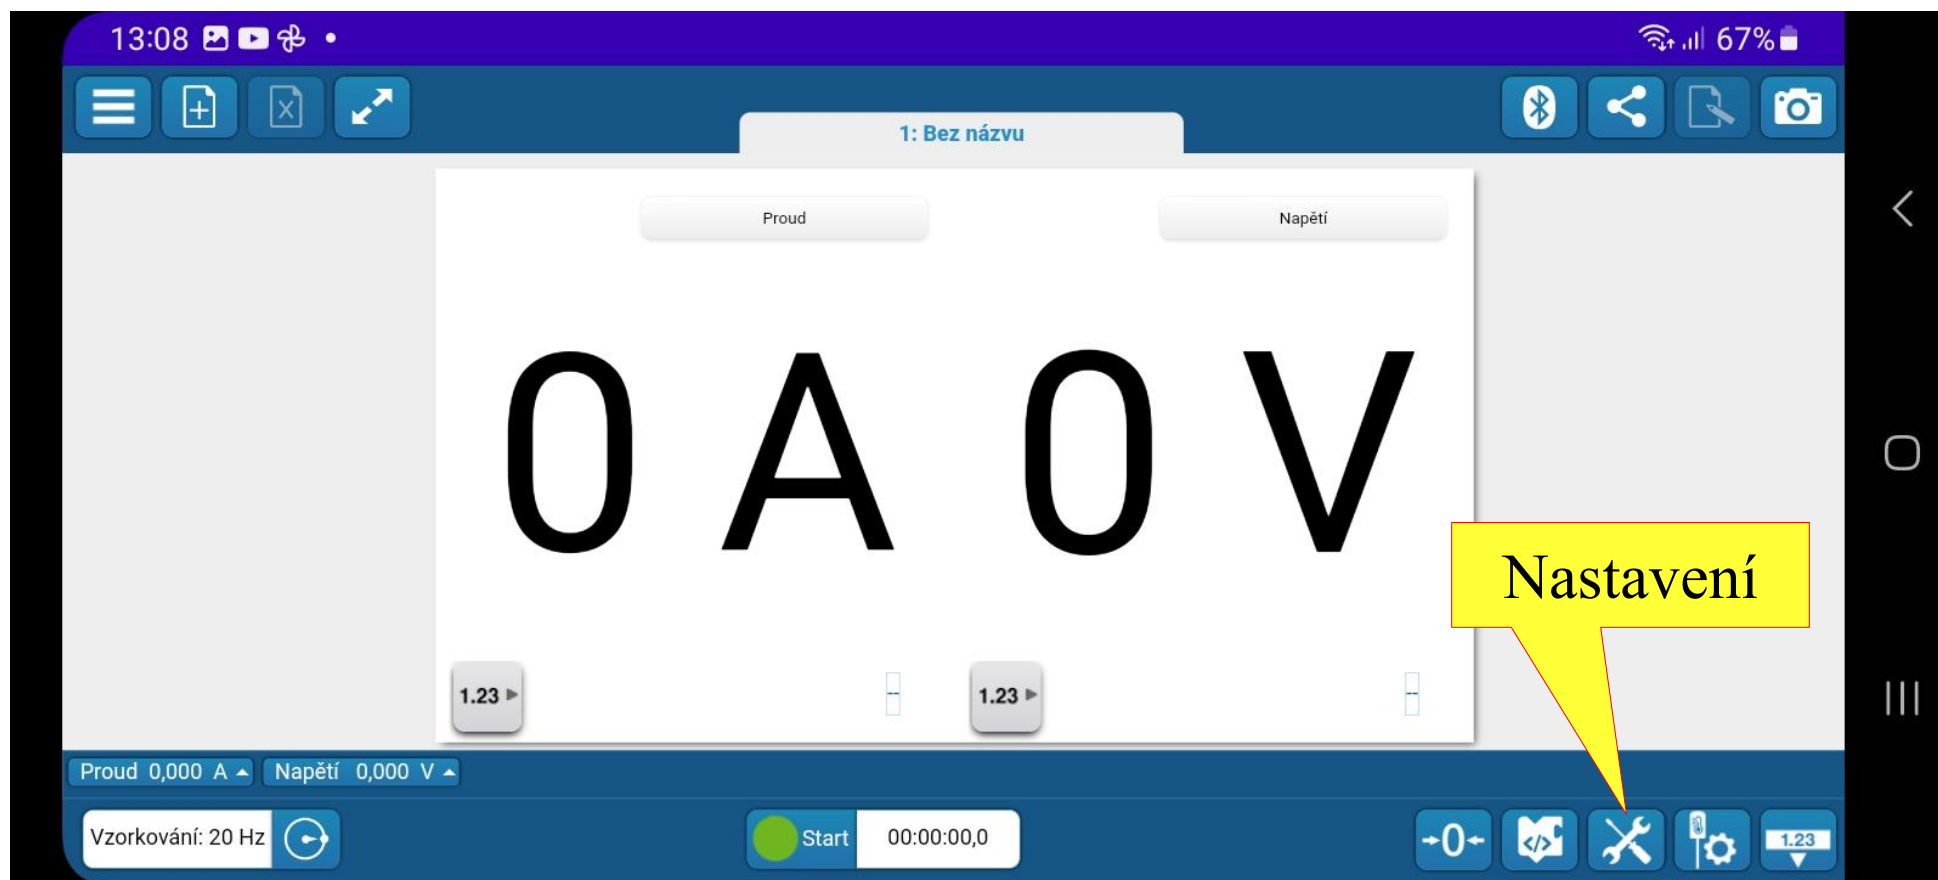 13:08
67%
1: Bez názvu
Proud
Napětí
0 A
0 V
Nastavení
1.23
--
1.23
--
Proud 0,000 A
Napětí 0,000 V
Vzorkování: 20 Hz
Start
00:00:00,0
0
</>
1.23